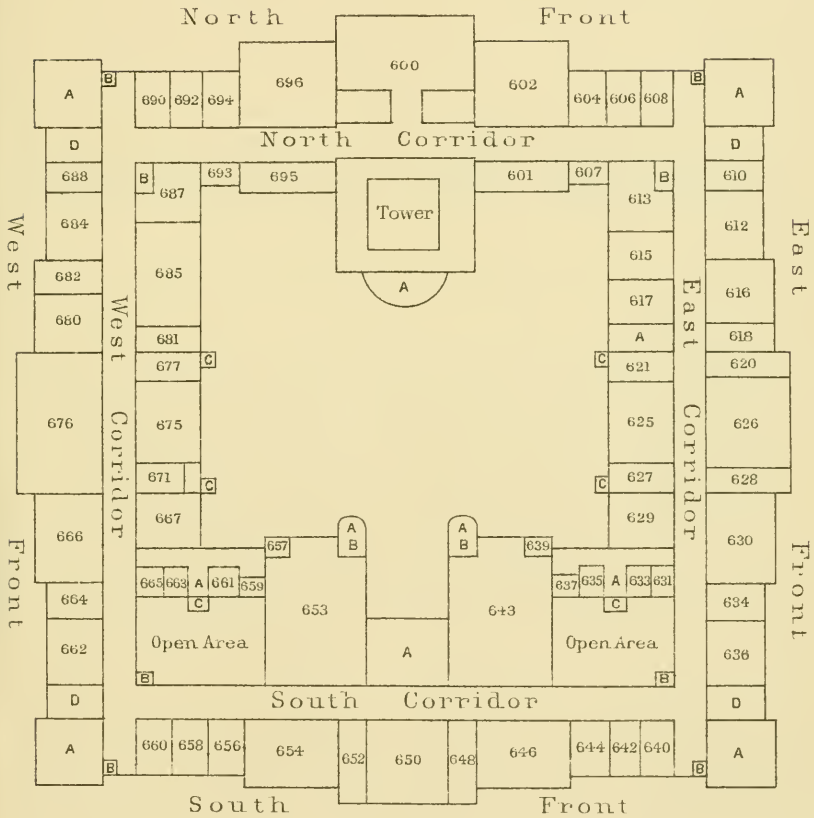 North Front
A B 690 692 694 696 600 602 604 606 608 B A
D North Corridor D
688 B 687 693 695 601 607 613 B 610
684 Tower 612
West East
685 615
682 A 617 616
680 West East
681 A 618
677 C C 621 620
676 Corridor 675 625 Corridor 626
671 C C 627 628
666 667 A B A B 629 630
Front Front
657 639
665 663 A 661 659 637 635 A 633 631
664 C 653 643 C 634
662 Open Area A Open Area 636
B B
D South Corridor D
A B 660 658 656 654 652 650 648 646 644 642 640 B A
South Front